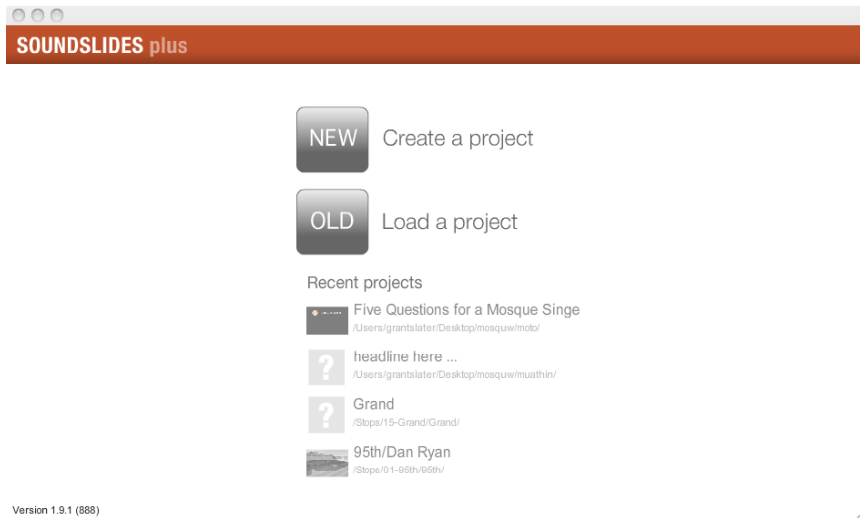 SOUNDSLIDES plus
NEW Create a project
OLD Load a project
Recent projects
Five Questions for a Mosque Singe
/Users/grantslater/Desktop/mosquw/moto/
headline here ...
/Users/grantslater/Desktop/mosquw/muathin/
Grand
/Stops/15-Grand/Grand/
95th/Dan Ryan
/Stops/01-95th/95th/
Version 1.9.1 (888)